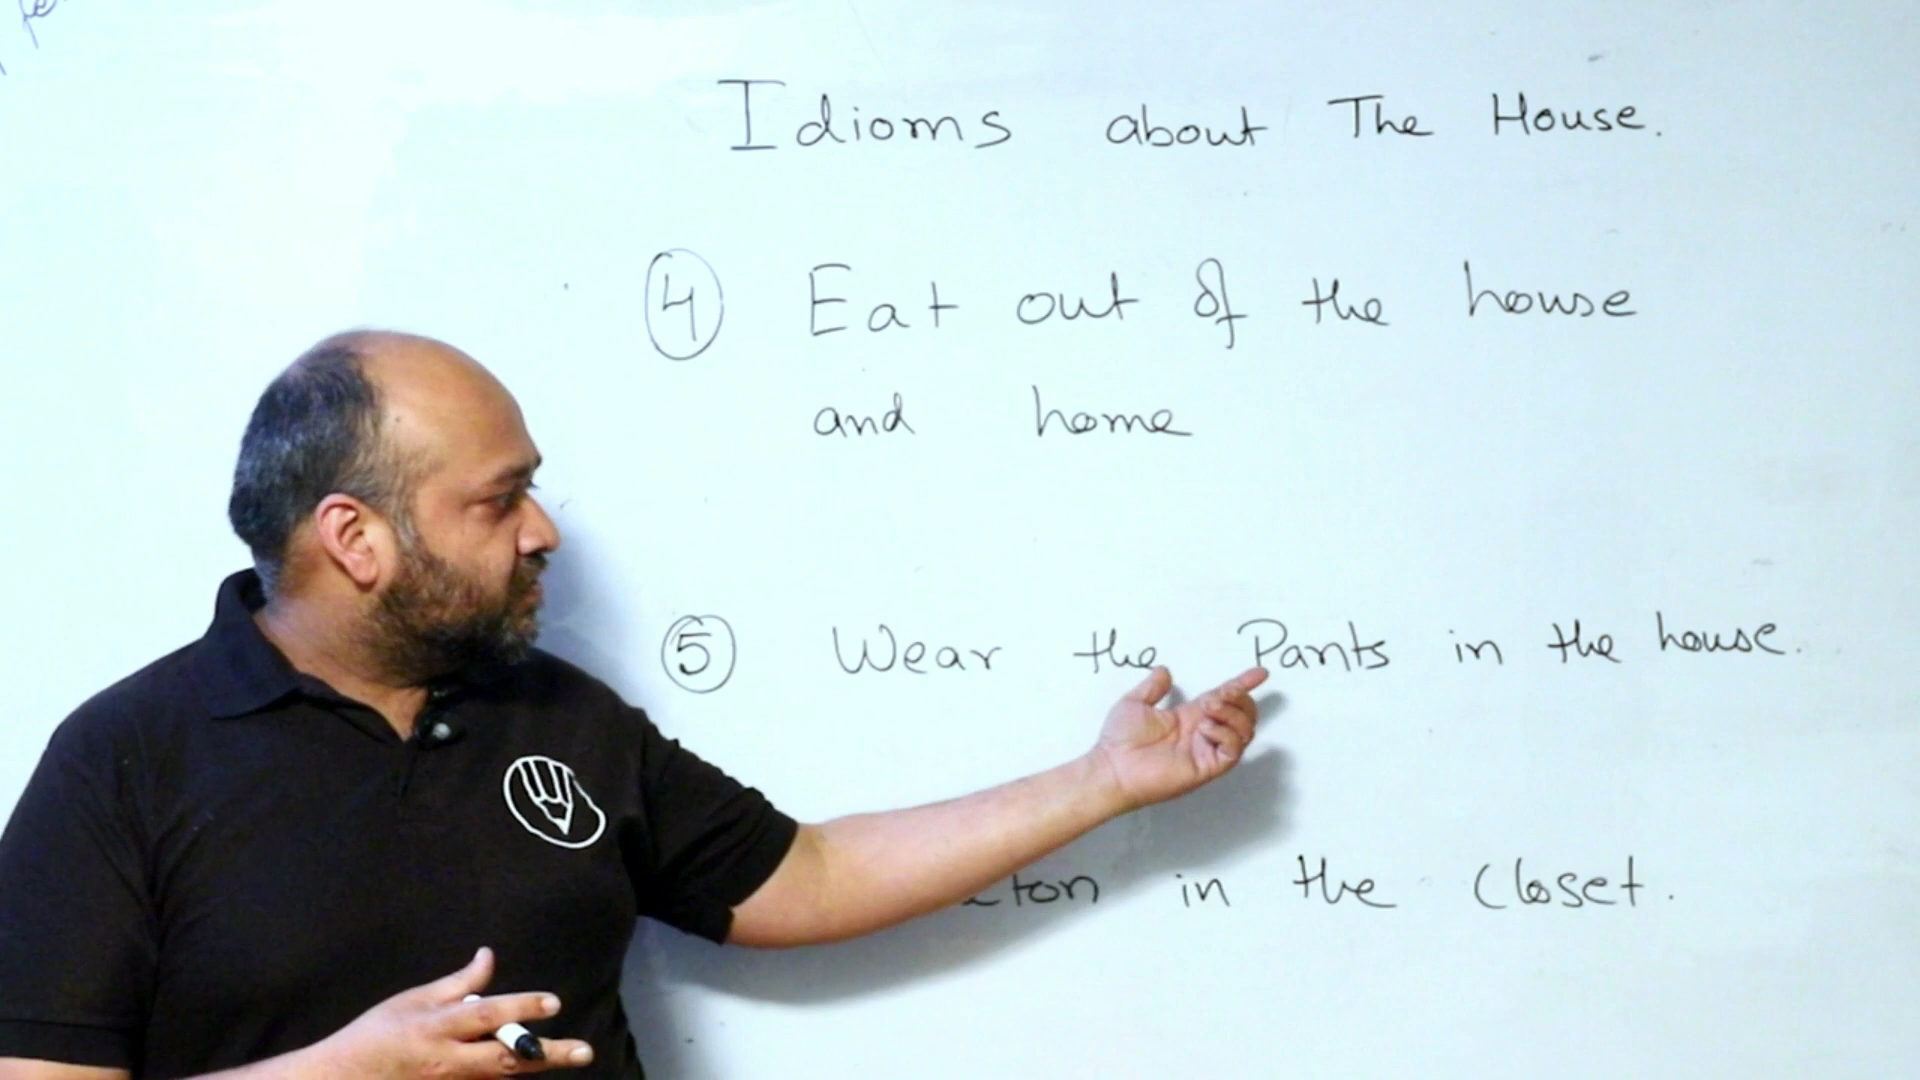 Idioms about The House.
4 Eat out of the house
and home
5 Wear the Pants in the house.
in the Closet.